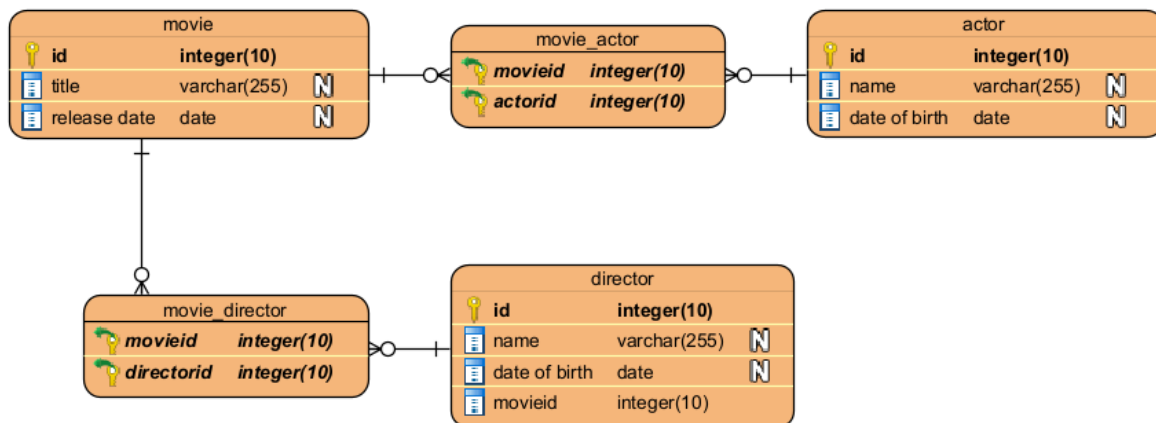 movie
id integer(10)
title varchar(255) N
release date date N
movie_actor
movieid integer(10)
actorid integer(10)
actor
id integer(10)
name varchar(255) N
date of birth date N
movie_director
movieid integer(10)
directorid integer(10)
director
id integer(10)
name varchar(255) N
date of birth date N
movieid integer(10)